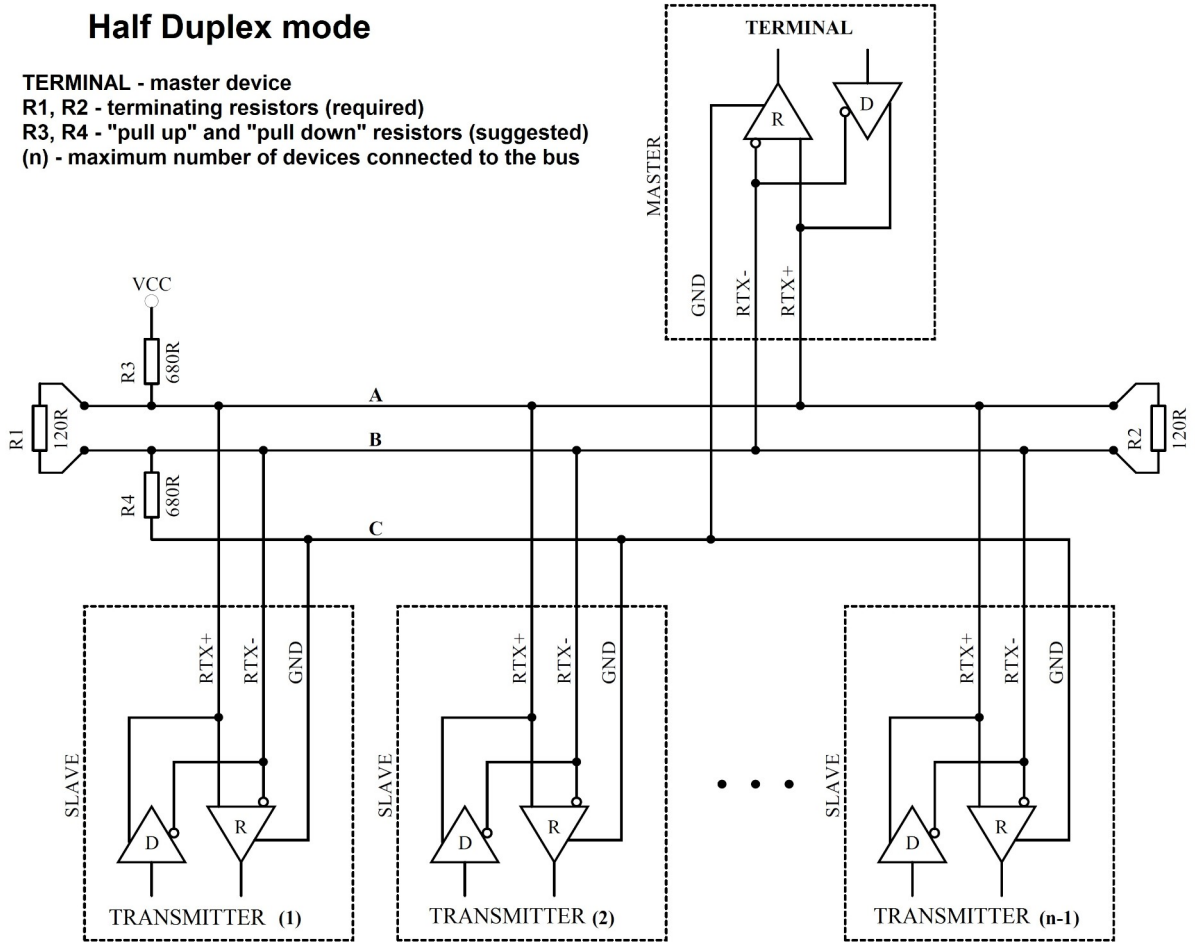 Half Duplex mode
TERMINAL - master device
R1, R2 - terminating resistors (required)
R3, R4 - "pull up" and "pull down" resistors (suggested)
(n) - maximum number of devices connected to the bus
TERMINAL
R
D
MASTER
GND
RTX-
RTX+
VCC
R3
680R
R1
120R
A
B
R2
120R
R4
680R
C
RTX+
RTX-
GND
RTX+
RTX-
GND
RTX+
RTX-
GND
SLAVE
D
R
SLAVE
D
R
• • •
SLAVE
D
R
TRANSMITTER (1)
TRANSMITTER (2)
TRANSMITTER (n-1)